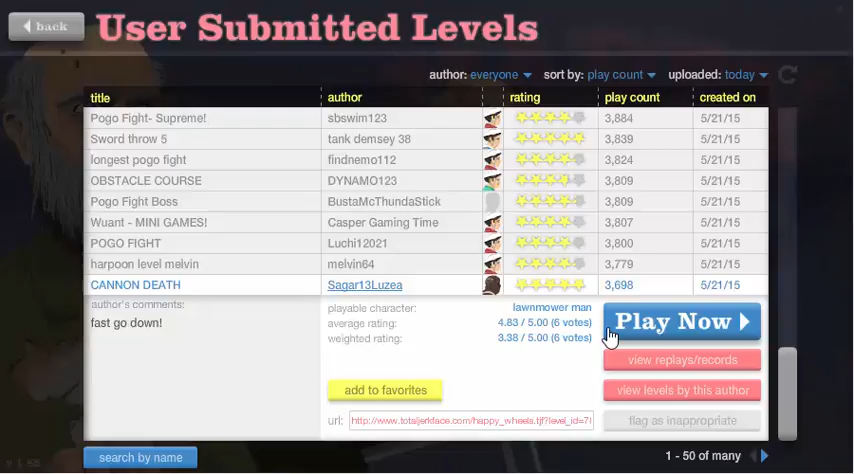 back
User Submitted Levels
author: everyone sort by: play count uploaded: today
title author rating play count created on
Pogo Fight- Supreme! sbswim123 3,884 5/21/15
Sword throw 5 tank demsey 38 3,839 5/21/15
longest pogo fight findnemo112 3,824 5/21/15
OBSTACLE COURSE DYNAMO123 3,809 5/21/15
Pogo Fight Boss BustaMcThundaStick 3,809 5/21/15
Wuant - MINI GAMES! Casper Gaming Time 3,807 5/21/15
POGO FIGHT Luchi12021 3,800 5/21/15
harpoon level melvin melvin64 3,779 5/21/15
CANNON DEATH Sagar13Luzea 3,698 5/21/15
author's comments:
fast go down!
playable character: lawnmower man
average rating: 4.83 / 5.00 (6 votes)
weighted rating: 3.38 / 5.00 (6 votes)
Play Now
view replays/records
add to favorites
view levels by this author
url: http://www.totaljerkface.com/happy_wheels.tjf?level_id=7
flag as inappropriate
search by name
1 - 50 of many